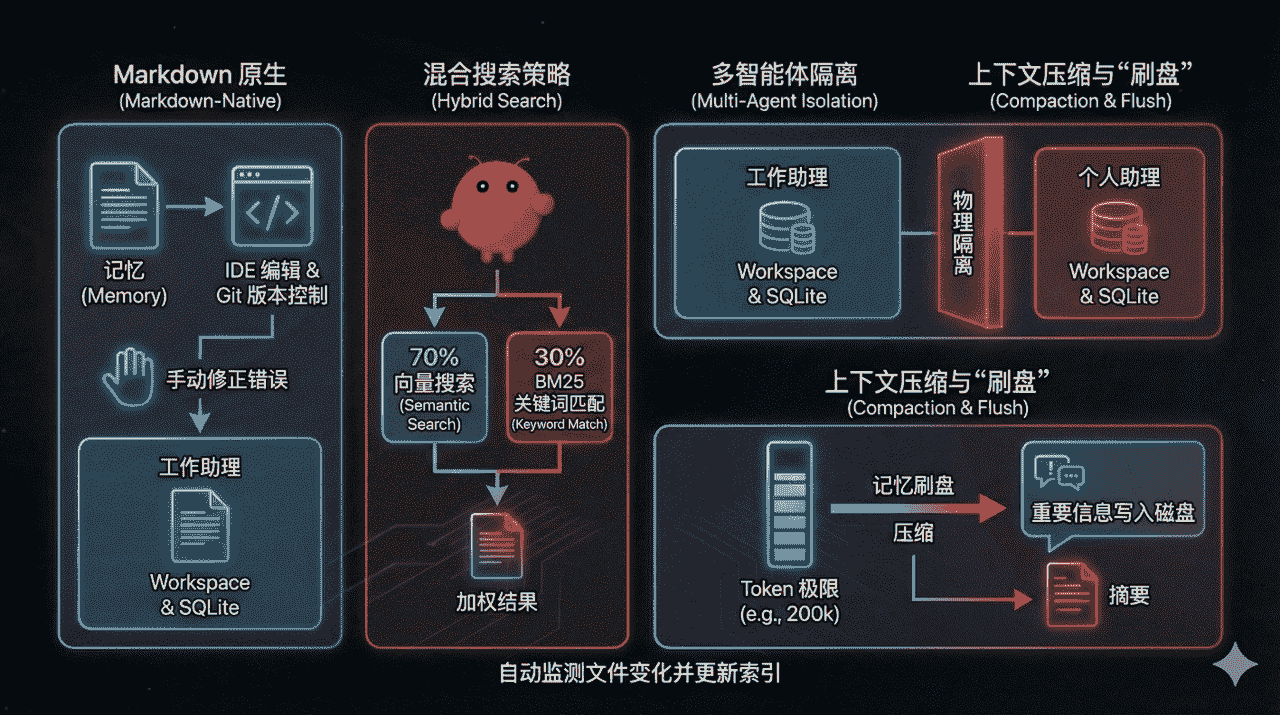 Markdown 原生
(Markdown-Native)
记忆
(Memory)
IDE 编辑 &
Git 版本控制
手动修正错误
工作助理
Workspace
& SQLite
混合搜索策略
(Hybrid Search)
70%
向量搜索
(Semantic
Search)
30%
BM25
关键词匹配
(Keyword Match)
加权结果
多智能体隔离
(Multi-Agent Isolation)
上下文压缩与“刷盘”
(Compaction & Flush)
工作助理
Workspace
& SQLite
物理隔离
个人助理
Workspace
& SQLite
上下文压缩与“刷盘”
(Compaction & Flush)
Token 极限
(e.g., 200k)
记忆刷盘
压缩
重要信息写入磁盘
摘要
自动监测文件变化并更新索引